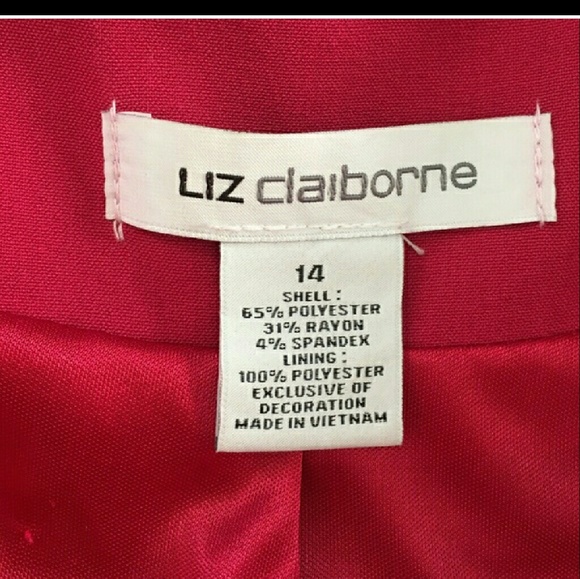 LIZ claiborne
14
SHELL:
65% POLYESTER
31% RAYON
4% SPANDEX
LINING:
100% POLYESTER
EXCLUSIVE OF
DECORATION
MADE IN VIETNAM